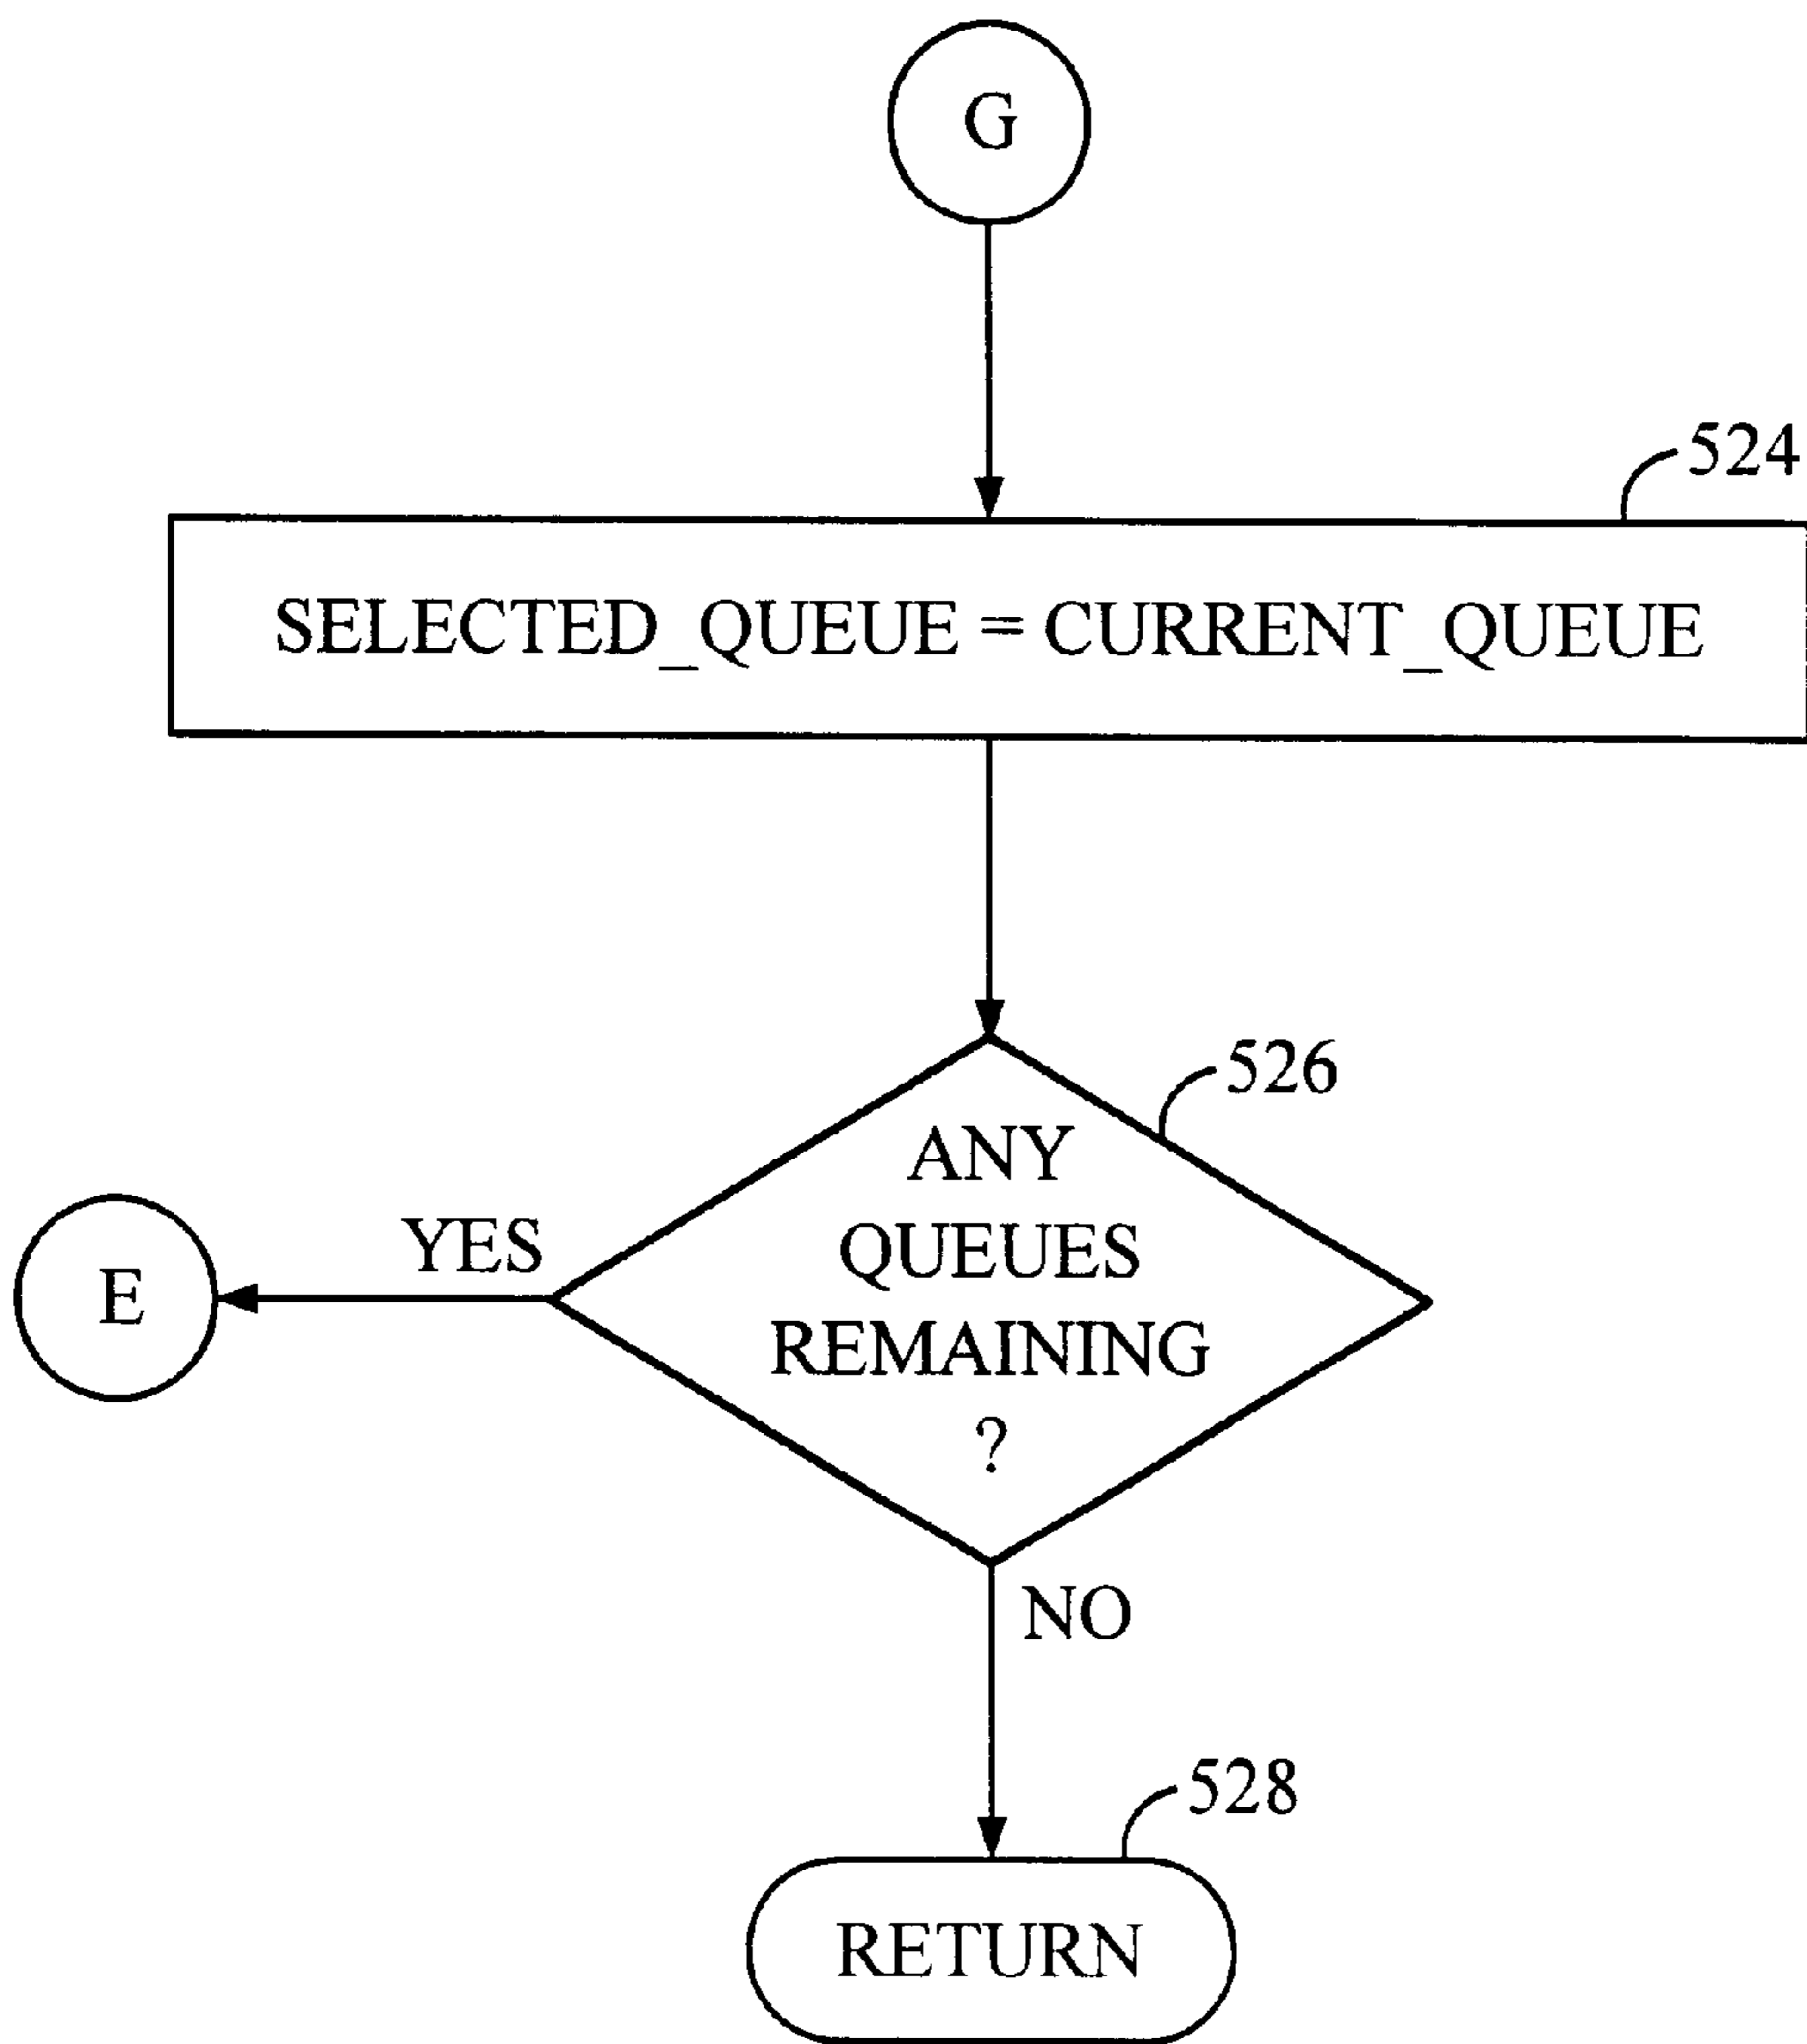 G
524
SELECTED_QUEUE = CURRENT_QUEUE
526
ANY
QUEUES
REMAINING
?
YES
E
NO
528
RETURN